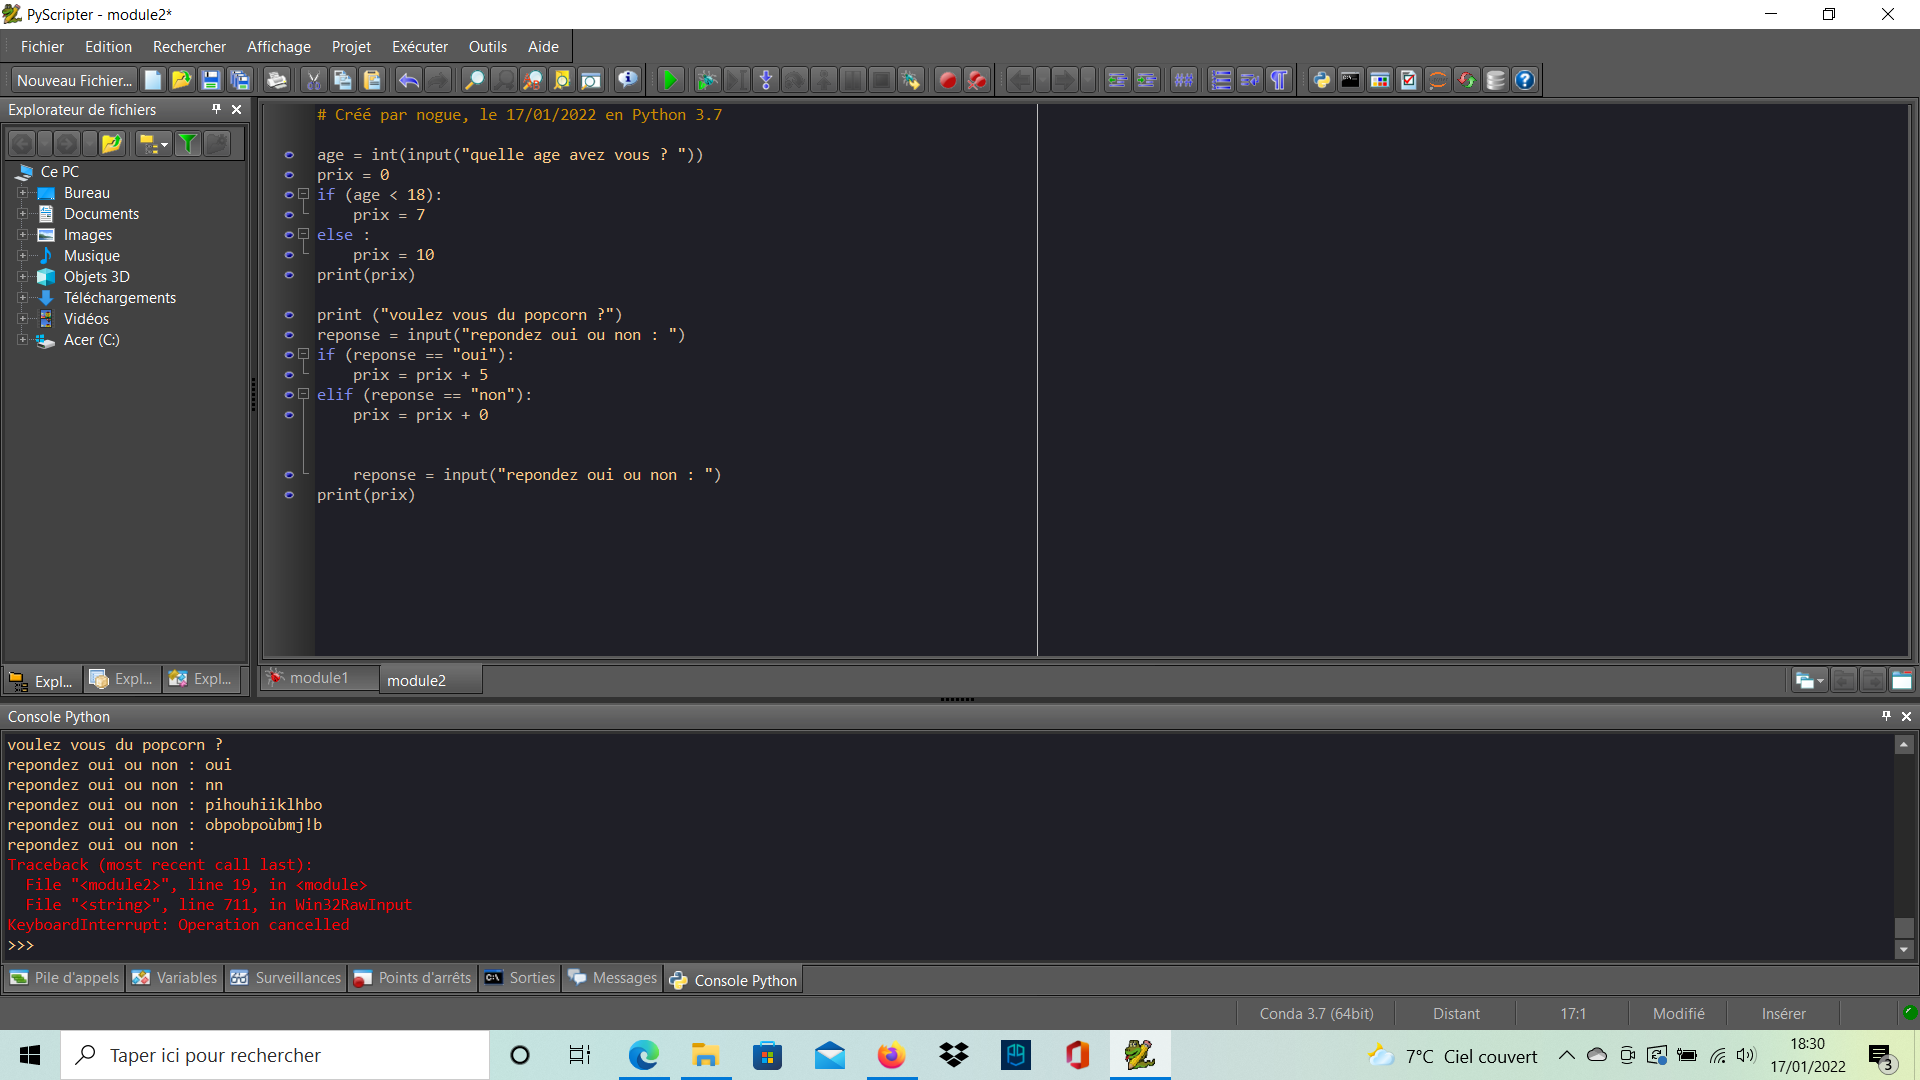 PyScripter - module2*
Fichier Edition Rechercher Affichage Projet Exécuter Outils Aide
Nouveau Fichier...
Explorateur de fichiers
Ce PC
Bureau
Documents
Images
Musique
Objets 3D
Téléchargements
Vidéos
Acer (C:)
Expl... Expl... Expl...
# Créé par nogue, le 17/01/2022 en Python 3.7
age = int(input("quelle age avez vous ? "))
prix = 0
if (age < 18):
    prix = 7
else :
    prix = 10
print(prix)
print ("voulez vous du popcorn ?")
reponse = input("repondez oui ou non : ")
if (reponse == "oui"):
    prix = prix + 5
elif (reponse == "non"):
    prix = prix + 0
    reponse = input("repondez oui ou non : ")
print(prix)
module1 module2
Console Python
voulez vous du popcorn ?
repondez oui ou non : oui
repondez oui ou non : nn
repondez oui ou non : pihouhiiklhbo
repondez oui ou non : obpobpoùbmj!b
repondez oui ou non :
Traceback (most recent call last):
  File "<module2>", line 19, in <module>
  File "<string>", line 711, in Win32RawInput
KeyboardInterrupt: Operation cancelled
>>>
Pile d'appels Variables Surveillances Points d'arrêts Sorties Messages Console Python
Conda 3.7 (64bit) Distant 17:1 Modifié Insérer
Taper ici pour rechercher
7°C Ciel couvert
18:30
17/01/2022
3